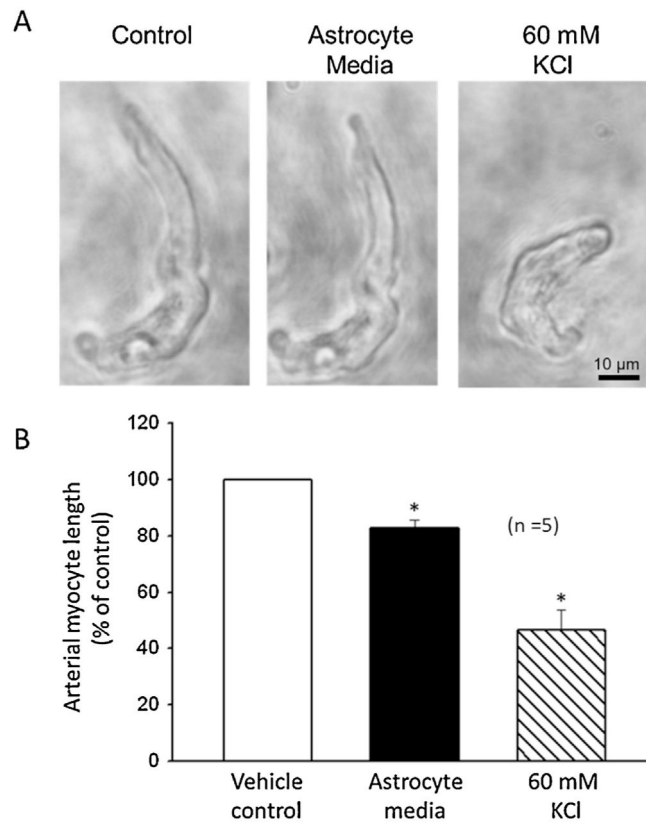 A
Control
Astrocyte
Media
60 mM
KCl
10 µm
B
Arterial myocyte length
(% of control)
120
100
80
60
40
20
0
*
(n =5)
*
Vehicle
control
Astrocyte
media
60 mM
KCl